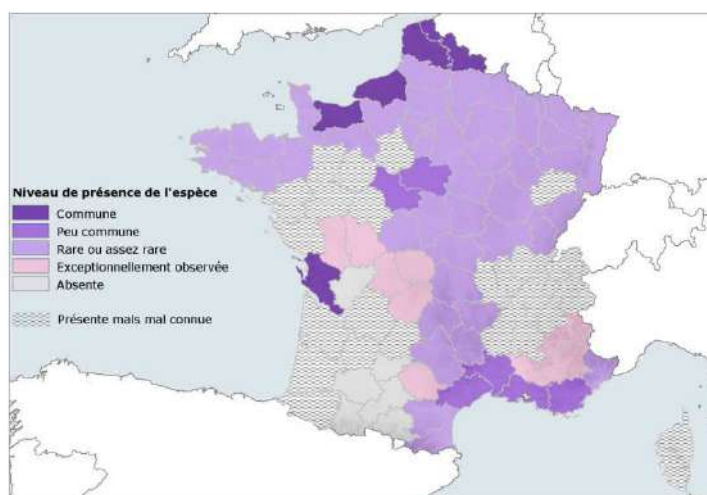 Niveau de présence de l'espèce
Commune
Peu commune
Rare ou assez rare
Exceptionnellement observée
Absente
Présente mais mal connue